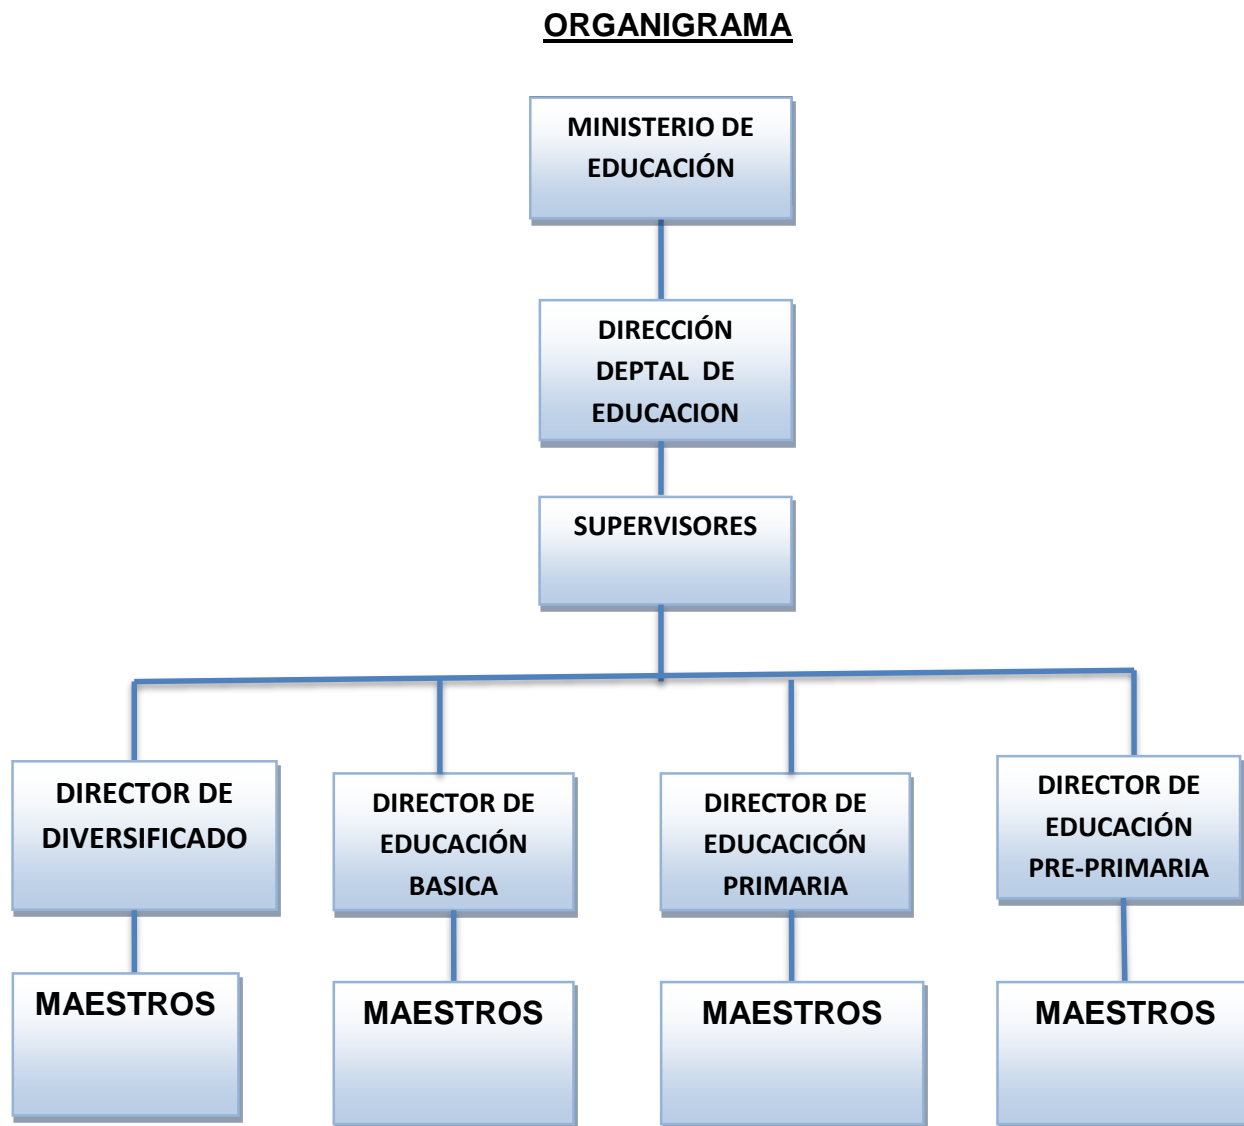 ORGANIGRAMA
MINISTERIO DE
EDUCACIÓN
DIRECCIÓN
DEPTAL DE
EDUCACION
SUPERVISORES
DIRECTOR DE
DIVERSIFICADO
DIRECTOR DE
EDUCACIÓN
BASICA
DIRECTOR DE
EDUCACICÓN
PRIMARIA
DIRECTOR DE
EDUCACIÓN
PRE-PRIMARIA
MAESTROS
MAESTROS
MAESTROS
MAESTROS